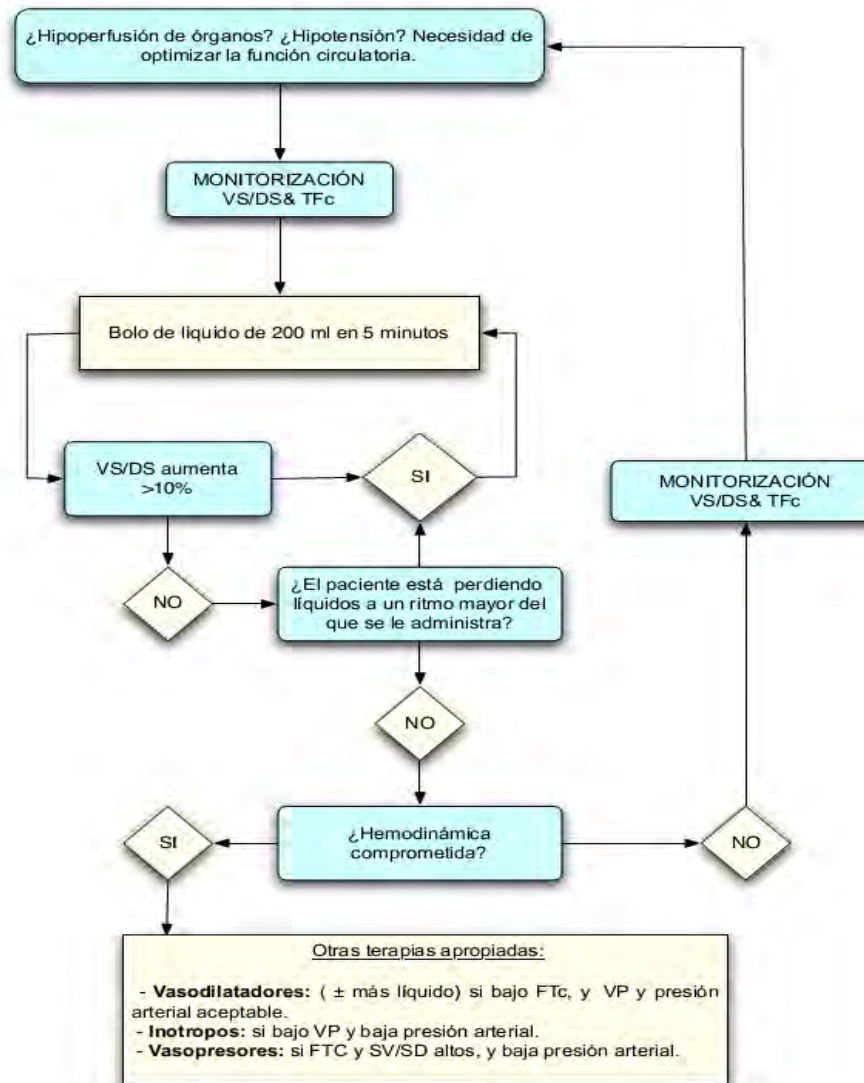 ¿Hipoperfusión de órganos? ¿Hipotensión? Necesidad de
optimizar la función circulatoria.
MONITORIZACIÓN
VS/DS& TFc
Bolo de líquido de 200 ml en 5 minutos
VS/DS aumenta
>10%
SI
NO
¿El paciente está perdiendo
líquidos a un ritmo mayor del
que se le administra?
MONITORIZACIÓN
VS/DS& TFc
NO
SI
¿Hemodinámica
comprometida?
NO
Otras terapias apropiadas:
- Vasodilatadores: ( ± más líquido) si bajo FTc, y VP y presión
arterial aceptable.
- Inotropos: si bajo VP y baja presión arterial.
- Vasopresores: si FTC y SV/SD altos, y baja presión arterial.